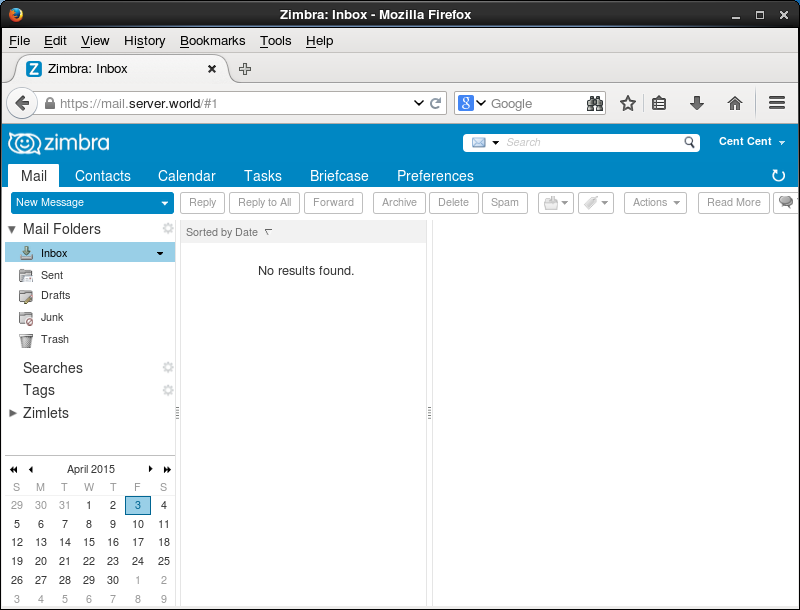 Zimbra: Inbox - Mozilla Firefox
File Edit View History Bookmarks Tools Help
Z Zimbra: Inbox
https://mail.server.world/#1 8 Google
zimbra Search Cent Cent
Mail Contacts Calendar Tasks Briefcase Preferences
New Message Reply Reply to All Forward Archive Delete Spam Actions Read More
Mail Folders Sorted by Date
Inbox No results found.
Sent
Drafts
Junk
Trash
Searches
Tags
Zimlets
April 2015
S M T W T F S
29 30 31 1 2 3 4
5 6 7 8 9 10 11
12 13 14 15 16 17 18
19 20 21 22 23 24 25
26 27 28 29 30 1 2
3 4 5 6 7 8 9